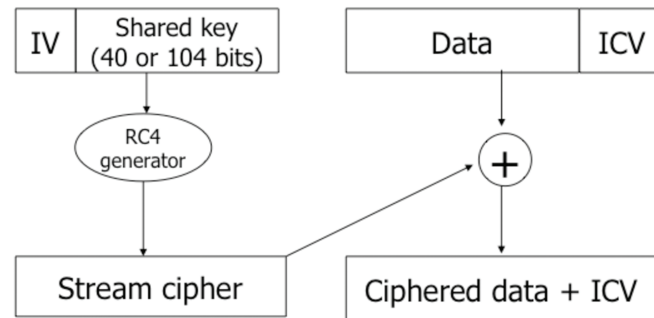 IV
Shared key
(40 or 104 bits)
Data
ICV
RC4
generator
+
Stream cipher
Ciphered data + ICV